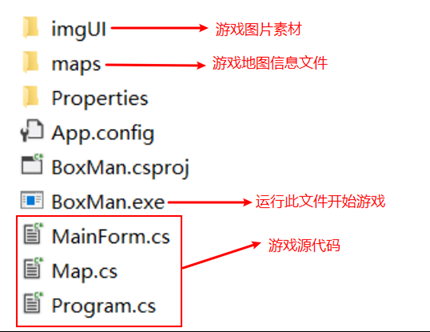 imgUI 游戏图片素材
maps 游戏地图信息文件
Properties
App.config
BoxMan.csproj
BoxMan.exe 运行此文件开始游戏
MainForm.cs
Map.cs 游戏源代码
Program.cs